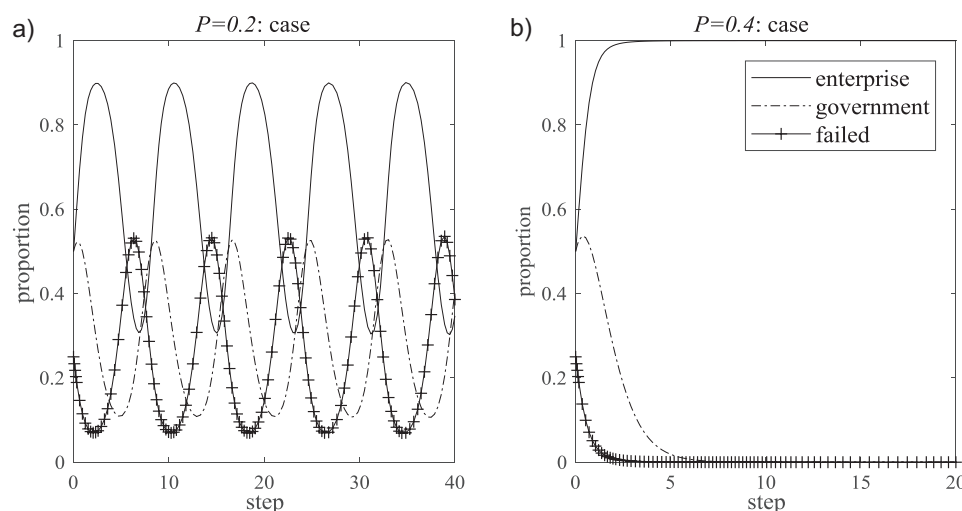 a)
P=0.2: case
1
0.8
0.6
0.4
0.2
0
proportion
0 10 20 30 40
step
b)
P=0.4: case
1
0.8
0.6
0.4
0.2
0
proportion
enterprise
government
failed
0 5 10 15 20
step